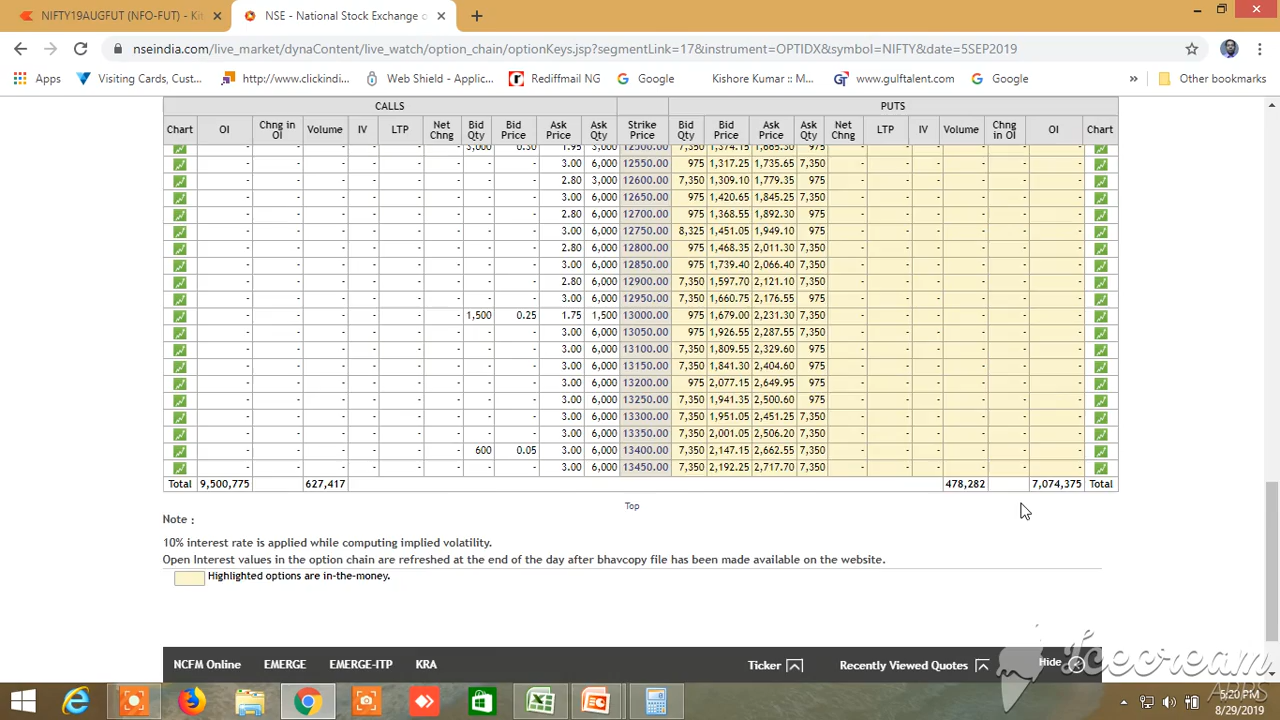 NIFTY19AUGFUT (NFO-FUT) - Ki
NSE - National Stock Exchange o
nseindia.com/live_market/dynaContent/live_watch/option_chain/optionKeys.jsp?segmentLink=17&instrument=OPTIDX&symbol=NIFTY&date=5SEP2019
Apps Visiting Cards, Cust... http://www.clickindi... Web Shield - Applic... Rediffmail NG Google Kishore Kumar :: M... www.gulftalent.com Google » Other bookmarks
CALLS PUTS
Chart OI Chng in OI Volume IV LTP Net Chng Bid Qty Bid Price Ask Price Ask Qty Strike Price Bid Qty Bid Price Ask Price Ask Qty Net Chng LTP IV Volume Chng in OI OI Chart
- - - - - - 3,000 0.30 1.95 3,000 12500.00 7,350 1,374.15 1,665.30 975 - - - - - -
- - - - - - - - 3.00 6,000 12550.00 975 1,317.25 1,735.65 7,350 - - - - - -
- - - - - - - - 2.80 3,000 12600.00 7,350 1,309.10 1,779.35 975 - - - - - -
- - - - - - - - 3.00 6,000 12650.00 975 1,420.65 1,845.25 7,350 - - - - - -
- - - - - - - - 2.80 6,000 12700.00 975 1,368.55 1,892.30 975 - - - - - -
- - - - - - - - 3.00 6,000 12750.00 8,325 1,451.05 1,949.10 975 - - - - - -
- - - - - - - - 2.80 6,000 12800.00 975 1,468.35 2,011.30 7,350 - - - - - -
- - - - - - - - 3.00 6,000 12850.00 975 1,739.40 2,066.40 7,350 - - - - - -
- - - - - - - - 2.80 6,000 12900.00 7,350 1,597.70 2,121.10 7,350 - - - - - -
- - - - - - - - 3.00 6,000 12950.00 7,350 1,660.75 2,176.55 7,350 - - - - - -
- - - - - - 1,500 0.25 1.75 1,500 13000.00 975 1,679.00 2,231.30 7,350 - - - - - -
- - - - - - - - 3.00 6,000 13050.00 975 1,926.55 2,287.55 7,350 - - - - - -
- - - - - - - - 3.00 6,000 13100.00 7,350 1,809.55 2,329.60 975 - - - - - -
- - - - - - - - 3.00 6,000 13150.00 7,350 1,841.30 2,404.60 975 - - - - - -
- - - - - - - - 3.00 6,000 13200.00 975 2,077.15 2,649.95 975 - - - - - -
- - - - - - - - 3.00 6,000 13250.00 7,350 1,941.35 2,500.60 975 - - - - - -
- - - - - - - - 3.00 6,000 13300.00 7,350 1,951.05 2,451.25 7,350 - - - - - -
- - - - - - - - 3.00 6,000 13350.00 7,350 2,001.05 2,506.20 7,350 - - - - - -
- - - - - - 600 0.05 3.00 6,000 13400.00 7,350 2,147.15 2,662.55 7,350 - - - - - -
- - - - - - - - 3.00 6,000 13450.00 7,350 2,192.25 2,717.70 7,350 - - - - - -
Total 9,500,775 627,417 478,282 7,074,375 Total
Top
Note :
10% interest rate is applied while computing implied volatility.
Open Interest values in the option chain are refreshed at the end of the day after bhavcopy file has been made available on the website.
Highlighted options are in-the-money.
NCFM Online EMERGE EMERGE-ITP KRA Ticker Recently Viewed Quotes Hide
Icecream
APPS
5:20 PM
8/29/2019